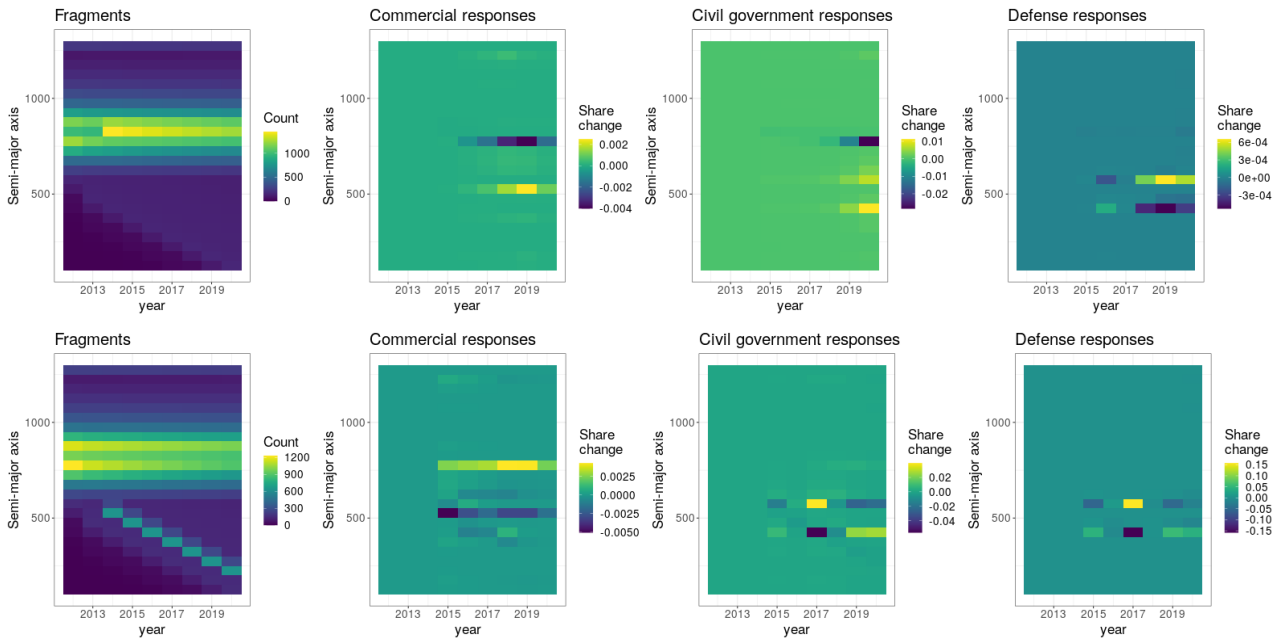 Fragments
Commercial responses
Civil government responses
Defense responses
Semi-major axis
1000
500
2013 2015 2017 2019
year
Count
1000
500
0
Semi-major axis
1000
500
2013 2015 2017 2019
year
Share
change
0.002
0.000
-0.002
-0.004
Semi-major axis
1000
500
2013 2015 2017 2019
year
Share
change
0.01
0.00
-0.01
-0.02
Semi-major axis
1000
500
2013 2015 2017 2019
year
Share
change
6e-04
3e-04
0e+00
-3e-04
Fragments
Commercial responses
Civil government responses
Defense responses
Semi-major axis
1000
500
2013 2015 2017 2019
year
Count
1200
900
600
300
0
Semi-major axis
1000
500
2013 2015 2017 2019
year
Share
change
0.0025
0.0000
-0.0025
-0.0050
Semi-major axis
1000
500
2013 2015 2017 2019
year
Share
change
0.02
0.00
-0.02
-0.04
Semi-major axis
1000
500
2013 2015 2017 2019
year
Share
change
0.15
0.10
0.05
0.00
-0.05
-0.10
-0.15